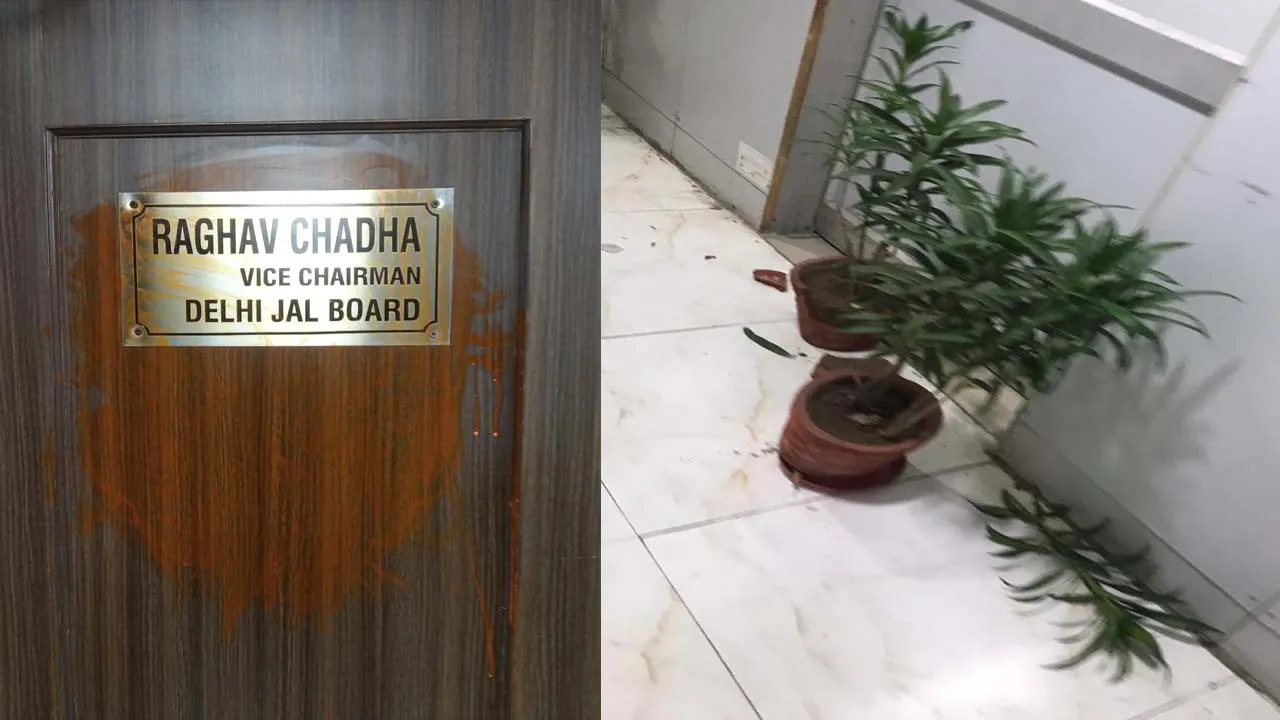 RAGHAV CHADHA
VICE CHAIRMAN
DELHI JAL BOARD